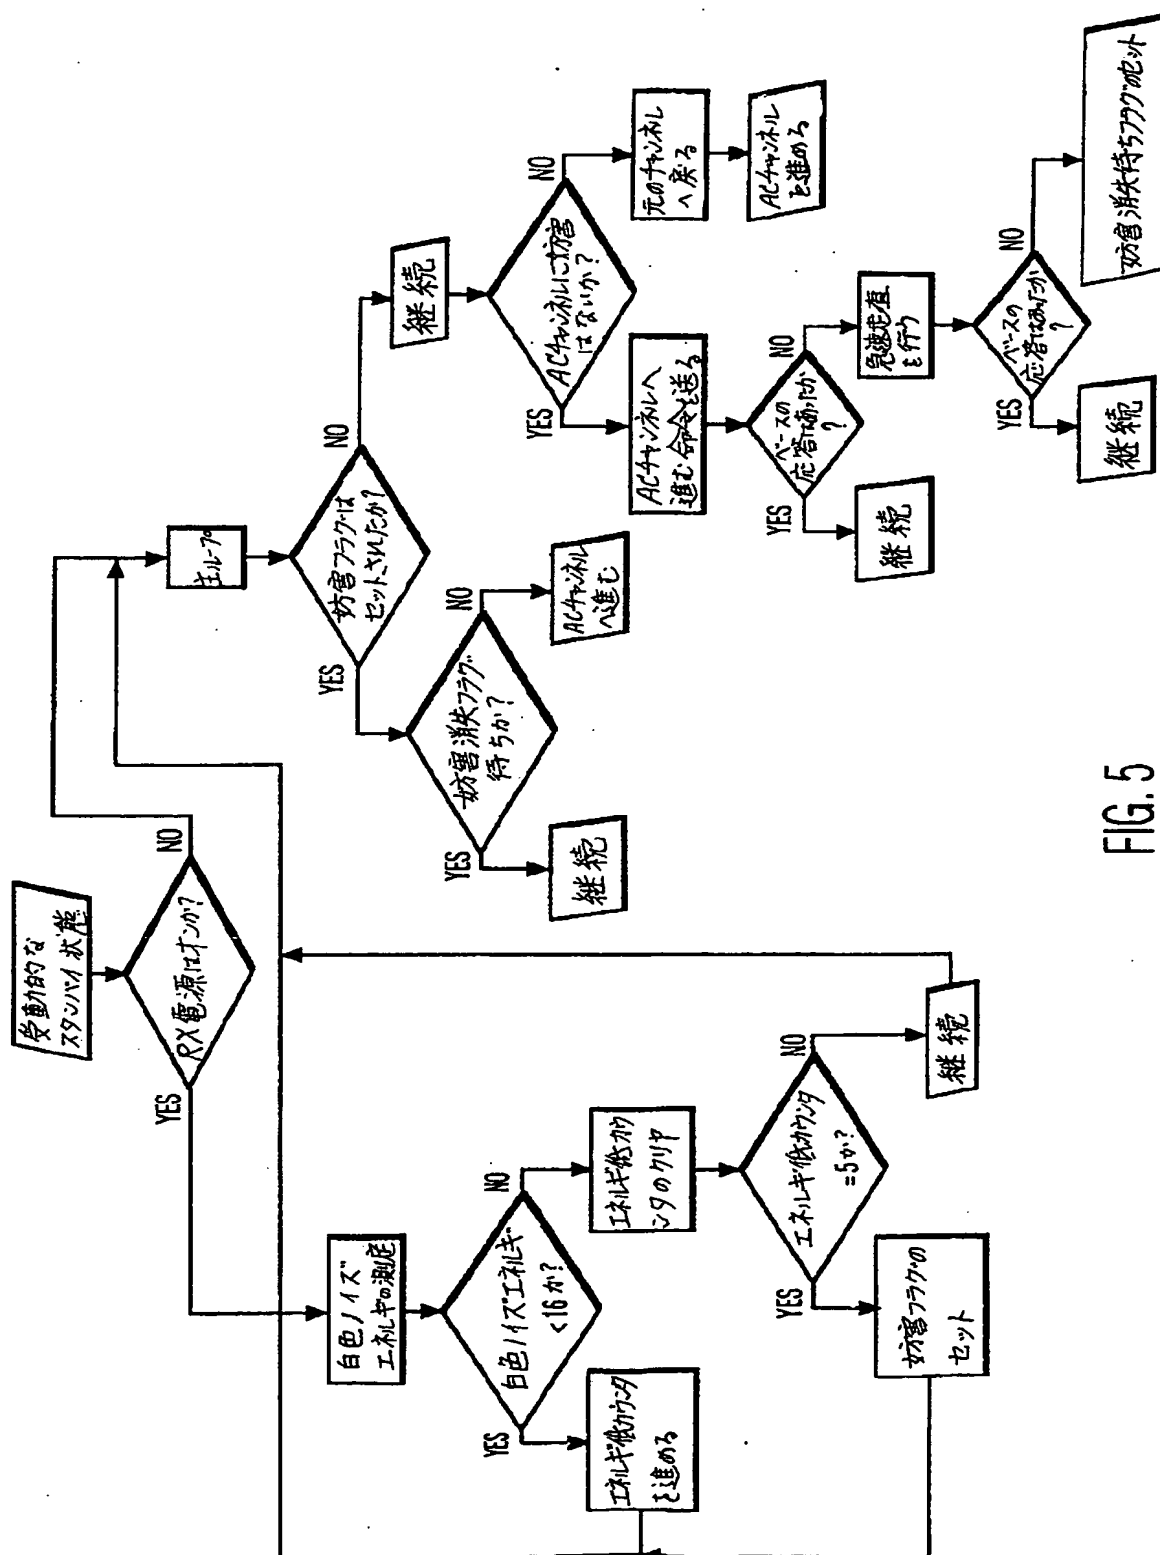 受動的な
スタンバイ状態
RX電源はオンか?
YES
NO
白色ノイズ
エネルギの測定
白色ノイズエネルギ
<16か?
YES
NO
エネルギ低カウンタ
を進める
エネルギ低カウ
ンタのクリヤ
エネルギ低カウンタ
=5か?
YES
NO
妨害フラグの
セット
継続
主ループ
妨害フラグは
セットされたか?
YES
NO
妨害消失フラグ
待ちか?
YES
NO
継続
ACチャンネル
へ進む
継続
ACチャンネルに妨害
はないか?
YES
NO
元のチャンネル
へ戻る
ACチャンネル
を進める
ACチャンネルへ
進む命令を送る
ベースの
応答はあったか
?
YES
NO
継続
急速走査
を行う
ベースの
応答はあったか
?
YES
NO
継続
妨害消失待ちフラグのセット
FIG. 5